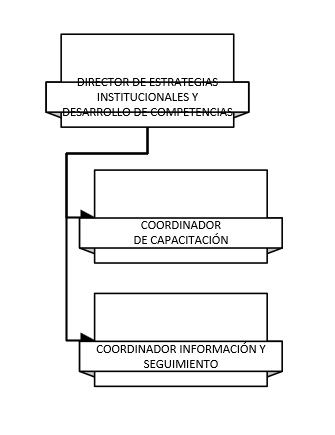 DIRECTOR DE ESTRATEGIAS
INSTITUCIONALES Y
DESARROLLO DE COMPETENCIAS
COORDINADOR
DE CAPACITACIÓN
COORDINADOR INFORMACIÓN Y
SEGUIMIENTO